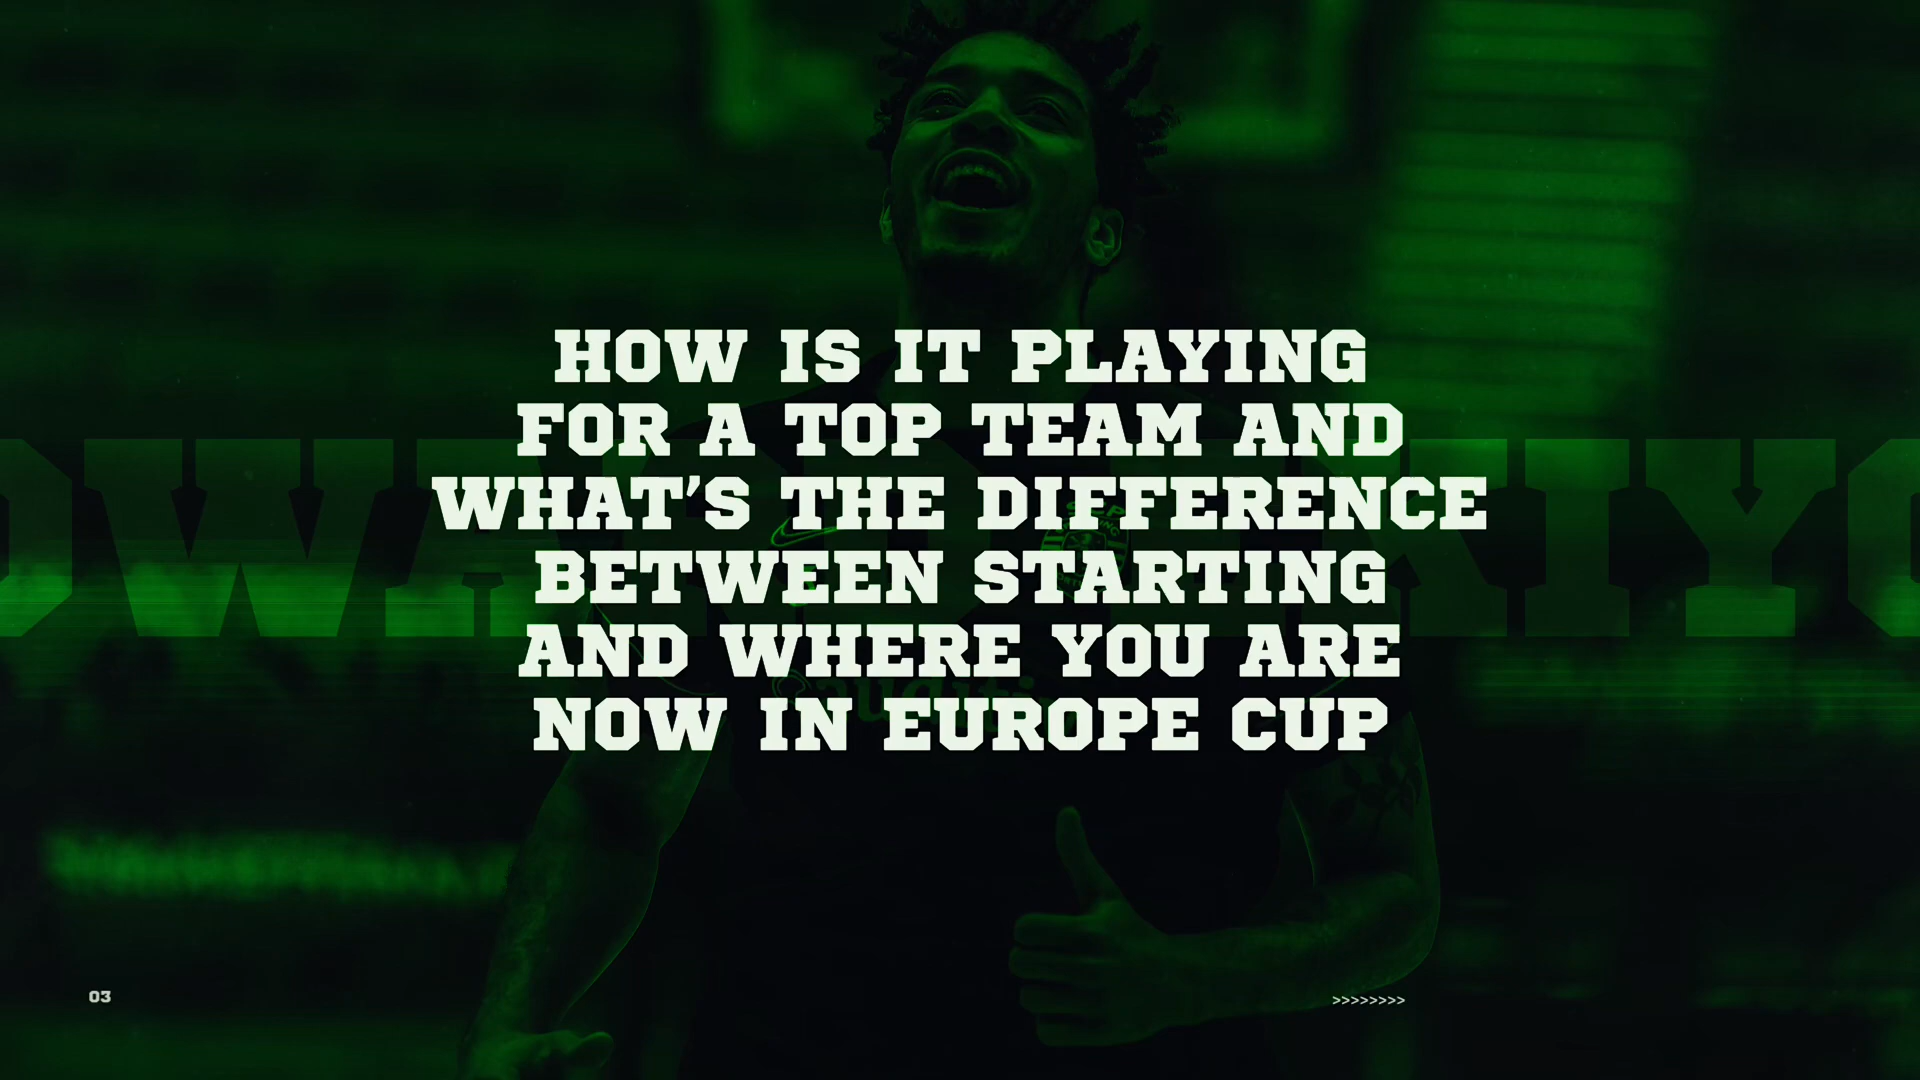 HOW IS IT PLAYING
FOR A TOP TEAM AND
WHAT'S THE DIFFERENCE
BETWEEN STARTING
AND WHERE YOU ARE
NOW IN EUROPE CUP
03
>>>>>>>>